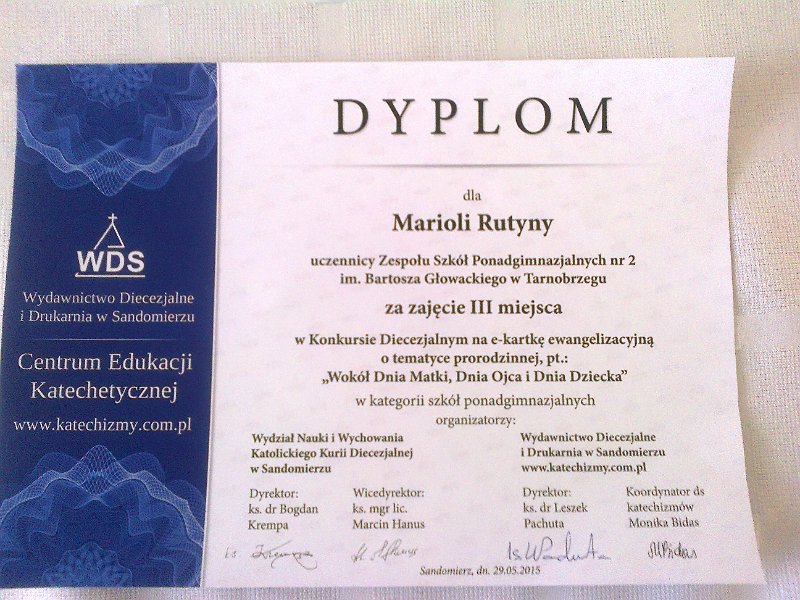 WDS
Wydawnictwo Diecezjalne
i Drukarnia w Sandomierzu
Centrum Edukacji
Katechetycznej
www.katechizmy.com.pl
DYPLOM
dla
Marioli Rutyny
uczennicy Zespołu Szkół Ponadgimnazjalnych nr 2
im. Bartosza Głowackiego w Tarnobrzegu
za zajęcie III miejsca
w Konkursie Diecezjalnym na e-kartkę ewangelizacyjną
o tematyce prorodzinnej, pt.:
„Wokół Dnia Matki, Dnia Ojca i Dnia Dziecka”
w kategorii szkół ponadgimnazjalnych
organizatorzy:
Wydział Nauki i Wychowania
Katolickiego Kurii Diecezjalnej
w Sandomierzu
Wydawnictwo Diecezjalne
i Drukarnia w Sandomierzu
www.katechizmy.com.pl
Dyrektor:
ks. dr Bogdan
Krempa
Wicedyrektor:
ks. mgr lic.
Marcin Hanus
Dyrektor:
ks. dr Leszek
Pachuta
Koordynator ds
katechizmów
Monika Bidas
Sandomierz, dn. 29.05.2015